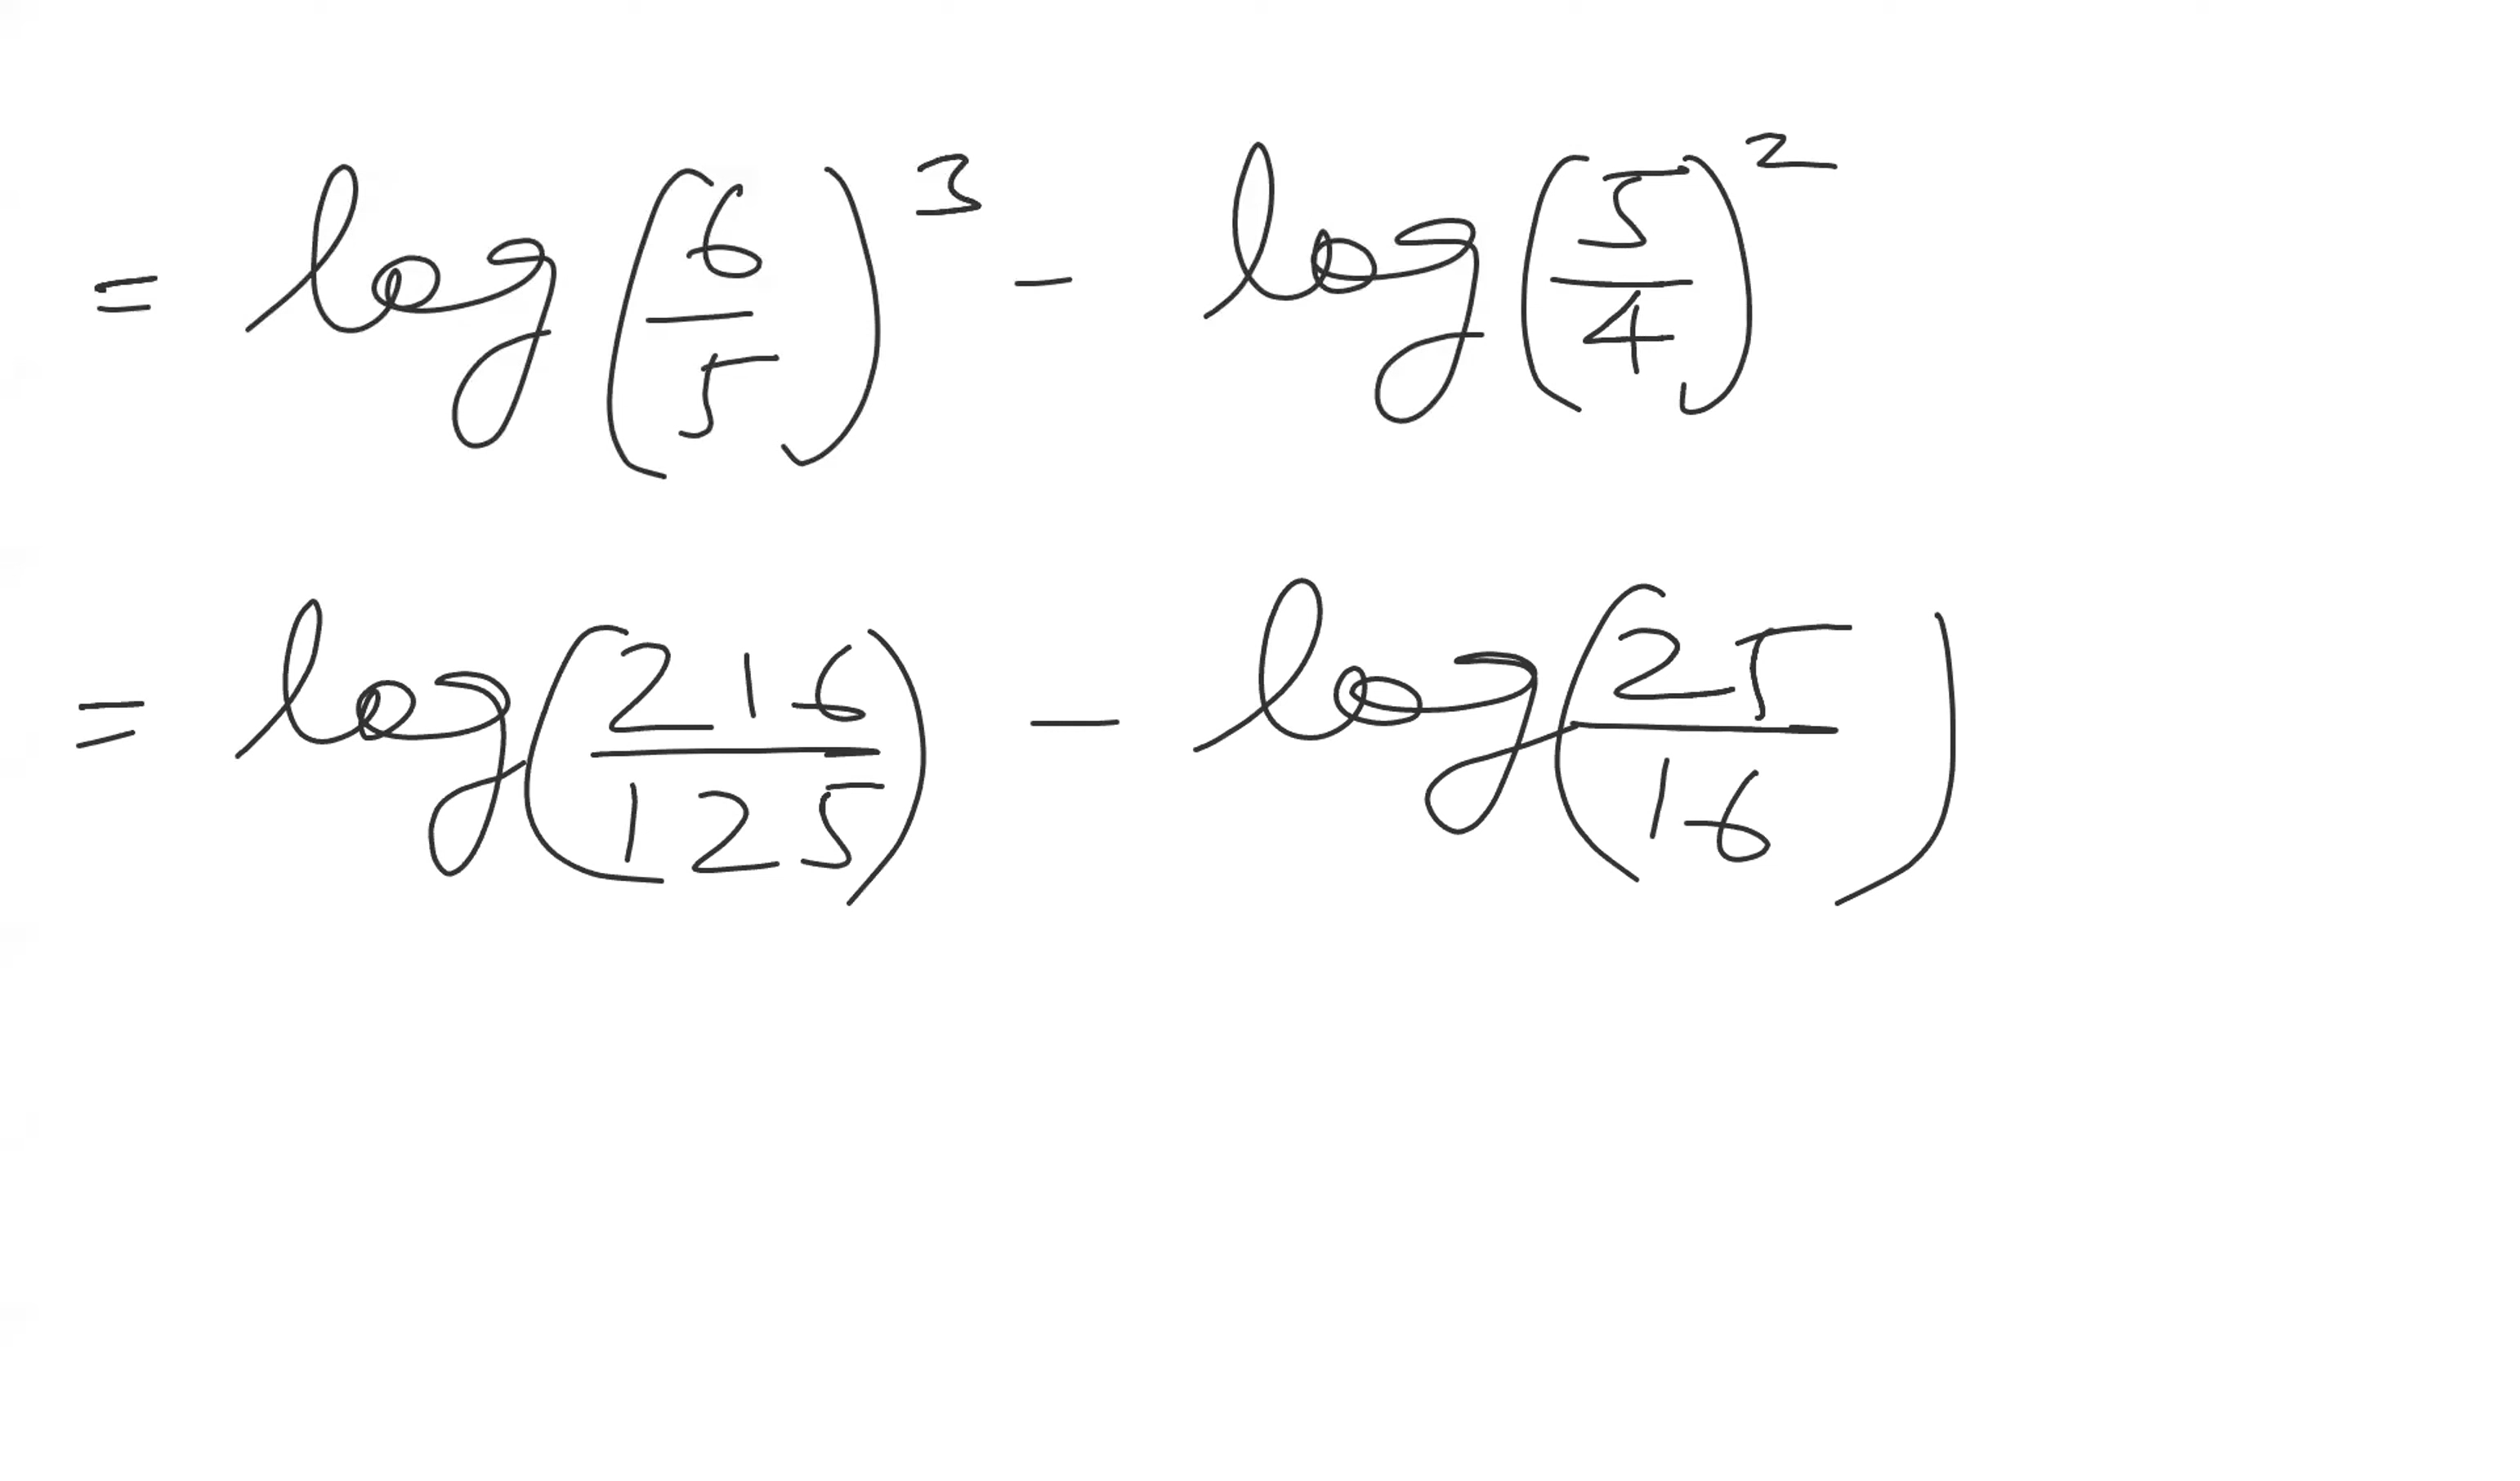 = log(6/5)³ - log(5/4)²
= log(216/125) - log(25/16)